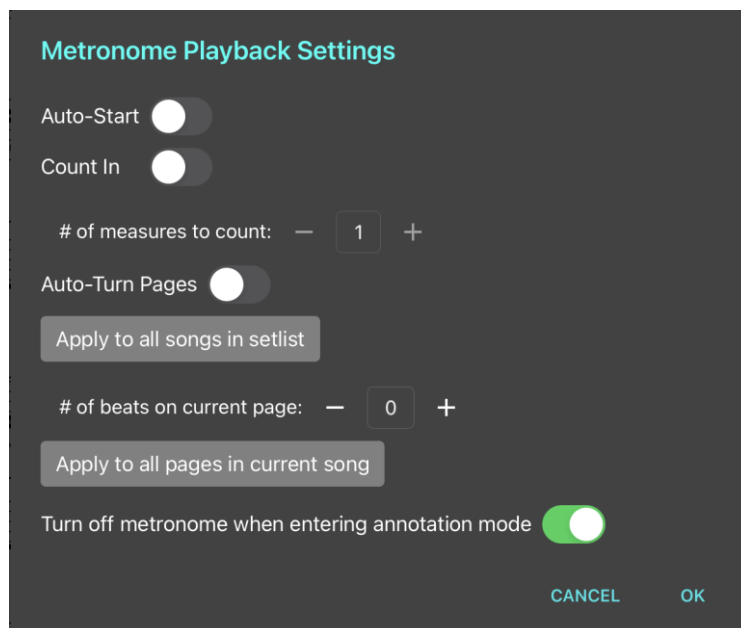 Metronome Playback Settings
Auto-Start
Count In
# of measures to count: − 1 +
Auto-Turn Pages
Apply to all songs in setlist
# of beats on current page: − 0 +
Apply to all pages in current song
Turn off metronome when entering annotation mode
CANCEL OK